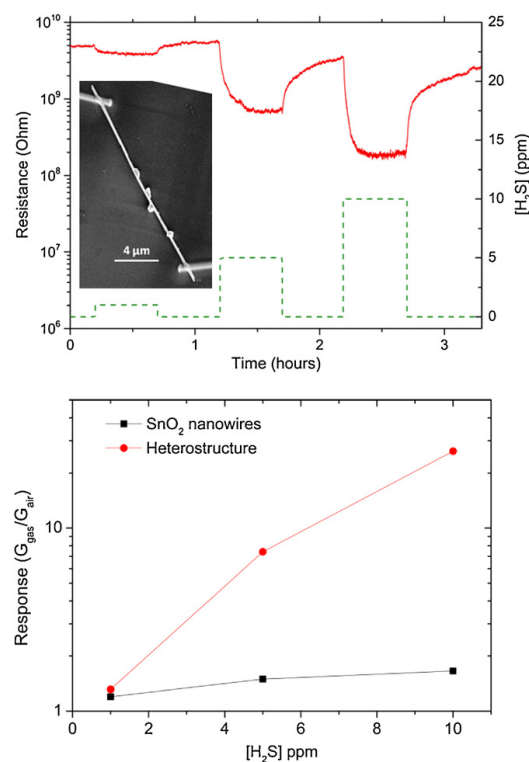 10^10
10^9
10^8
10^7
10^6
Resistance (Ohm)
25
20
15
10
5
0
[H₂S] (ppm)
4 µm
0 1 2 3
Time (hours)
SnO₂ nanowires
Heterostructure
10
1
Response (G_gas/G_air)
0 2 4 6 8 10
[H₂S] ppm